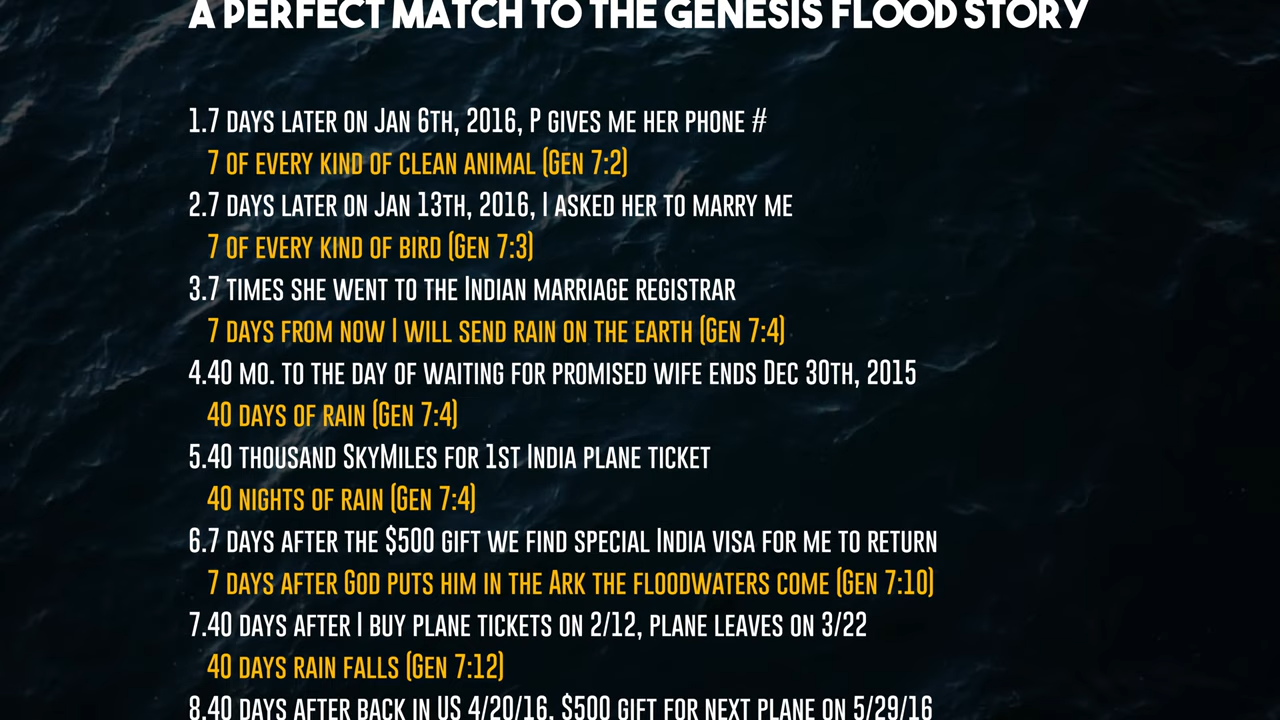 A PERFECT MATCH TO THE GENESIS FLOOD STORY
1.7 DAYS LATER ON JAN 6TH, 2016, P GIVES ME HER PHONE #
7 OF EVERY KIND OF CLEAN ANIMAL (GEN 7:2)
2.7 DAYS LATER ON JAN 13TH, 2016, I ASKED HER TO MARRY ME
7 OF EVERY KIND OF BIRD (GEN 7:3)
3.7 TIMES SHE WENT TO THE INDIAN MARRIAGE REGISTRAR
7 DAYS FROM NOW I WILL SEND RAIN ON THE EARTH (GEN 7:4)
4.40 MO. TO THE DAY OF WAITING FOR PROMISED WIFE ENDS DEC 30TH, 2015
40 DAYS OF RAIN (GEN 7:4)
5.40 THOUSAND SKYMILES FOR 1ST INDIA PLANE TICKET
40 NIGHTS OF RAIN (GEN 7:4)
6.7 DAYS AFTER THE $500 GIFT WE FIND SPECIAL INDIA VISA FOR ME TO RETURN
7 DAYS AFTER GOD PUTS HIM IN THE ARK THE FLOODWATERS COME (GEN 7:10)
7.40 DAYS AFTER I BUY PLANE TICKETS ON 2/12, PLANE LEAVES ON 3/22
40 DAYS RAIN FALLS (GEN 7:12)
8.40 DAYS AFTER BACK IN US 4/20/16, $500 GIFT FOR NEXT PLANE ON 5/29/16